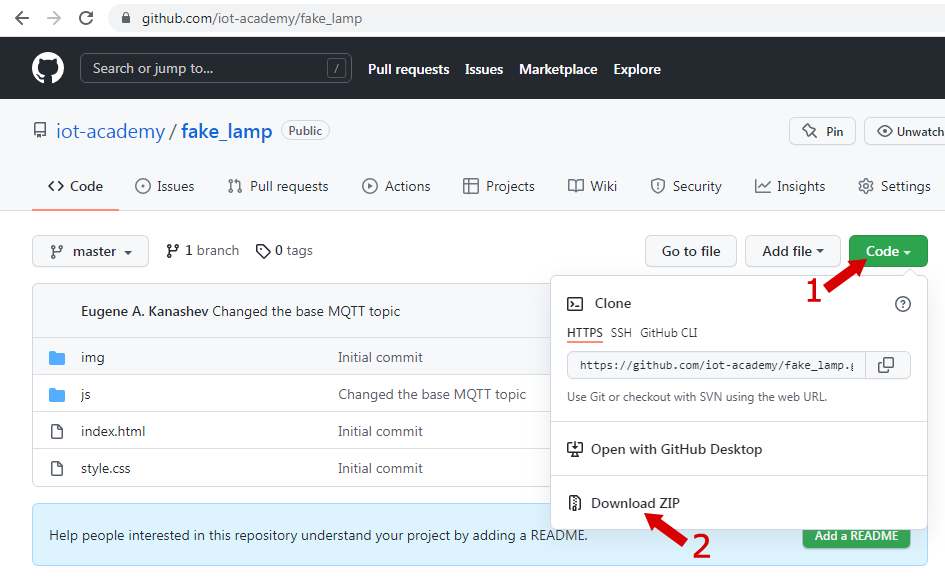 github.com/iot-academy/fake_lamp
Search or jump to... /
Pull requests Issues Marketplace Explore
iot-academy / fake_lamp Public
Pin Unwatch
Code Issues Pull requests Actions Projects Wiki Security Insights Settings
master 1 branch 0 tags Go to file Add file Code
1
Clone
Eugene A. Kanashev Changed the base MQTT topic
HTTPS SSH GitHub CLI
img Initial commit
https://github.com/iot-academy/fake_lamp.g
js Changed the base MQTT topic
Use Git or checkout with SVN using the web URL.
index.html Initial commit
Open with GitHub Desktop
style.css Initial commit
Download ZIP
Help people interested in this repository understand your project by adding a README.
Add a README
2